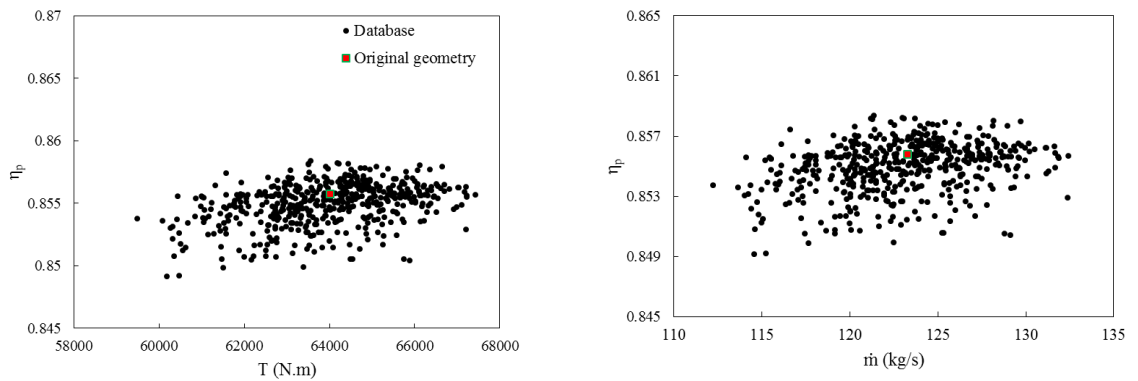 0.87
0.865
0.86
0.855
0.85
0.845
ηp
58000 60000 62000 64000 66000 68000
T (N.m)
Database
Original geometry
0.865
0.861
0.857
0.853
0.849
0.845
ηp
110 115 120 125 130 135
ṁ (kg/s)